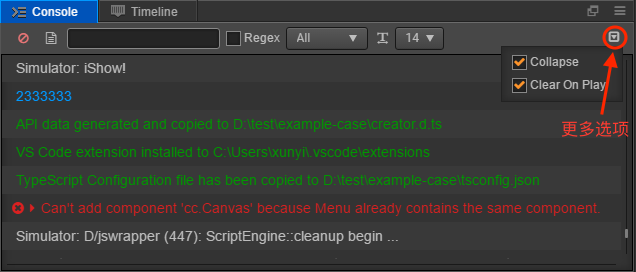 Console
Timeline
Regex
All
14
Collapse
Clear On Play
更多选项
Simulator: iShow!
2333333
API data generated and copied to D:\test\example-case\creator.d.ts
VS Code extension installed to C:\Users\xunyi\.vscode\extensions
TypeScript Configuration file has been copied to D:\test\example-case\tsconfig.json
Can't add component 'cc.Canvas' because Menu already contains the same component.
Simulator: D/jswrapper (447): ScriptEngine::cleanup begin ...